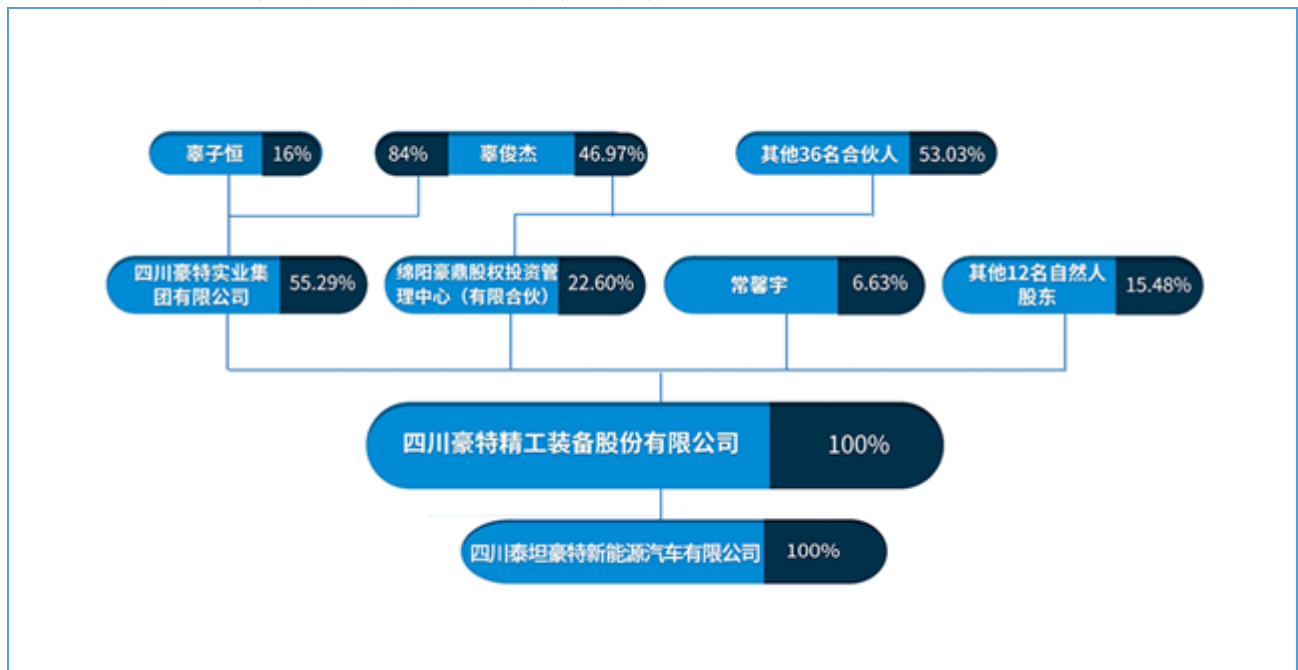 辜子恒 16%
84% 辜俊杰 46.97%
其他36名合伙人 53.03%
四川豪特实业集
团有限公司
55.29%
绵阳豪鼎股权投资管
理中心（有限合伙）
22.60%
常馨宇 6.63%
其他12名自然人
股东
15.48%
四川豪特精工装备股份有限公司 100%
四川泰坦豪特新能源汽车有限公司 100%